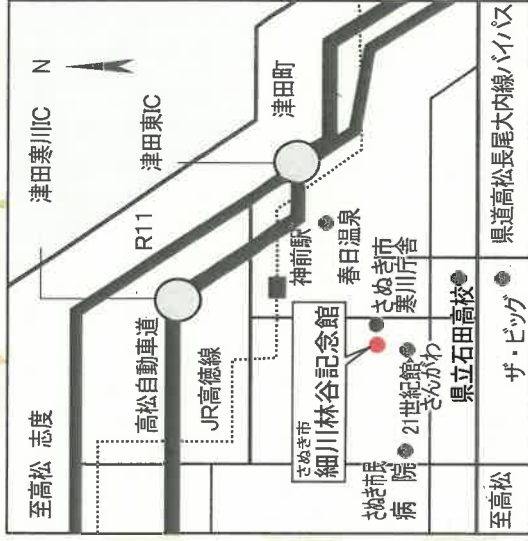 至高松 志度
津田寒川IC
N
R11
津田東IC
高松自動車道
JR高徳線
津田町
神前駅
春日温泉
さぬき市
細川林谷記念館
さぬき市
寒川庁舎
21世紀館
さんがわ
さぬき市民
病 院
県立石田高校
至高松
ザ・ビッグ
県道高松長尾大内線バイパス